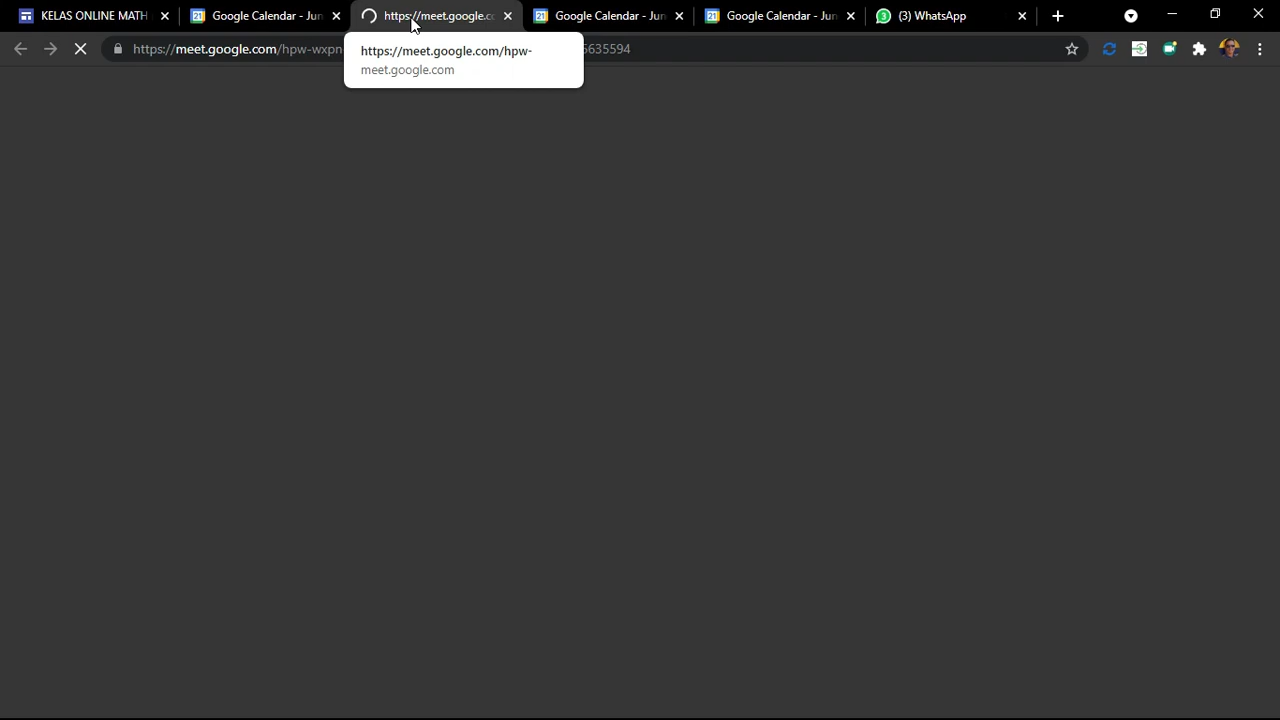 KELAS ONLINE MATH
Google Calendar - Jun
https://meet.google.co
Google Calendar - Jun
Google Calendar - Jun
(3) WhatsApp
https://meet.google.com/hpw-wxpn
5635594
https://meet.google.com/hpw-
meet.google.com